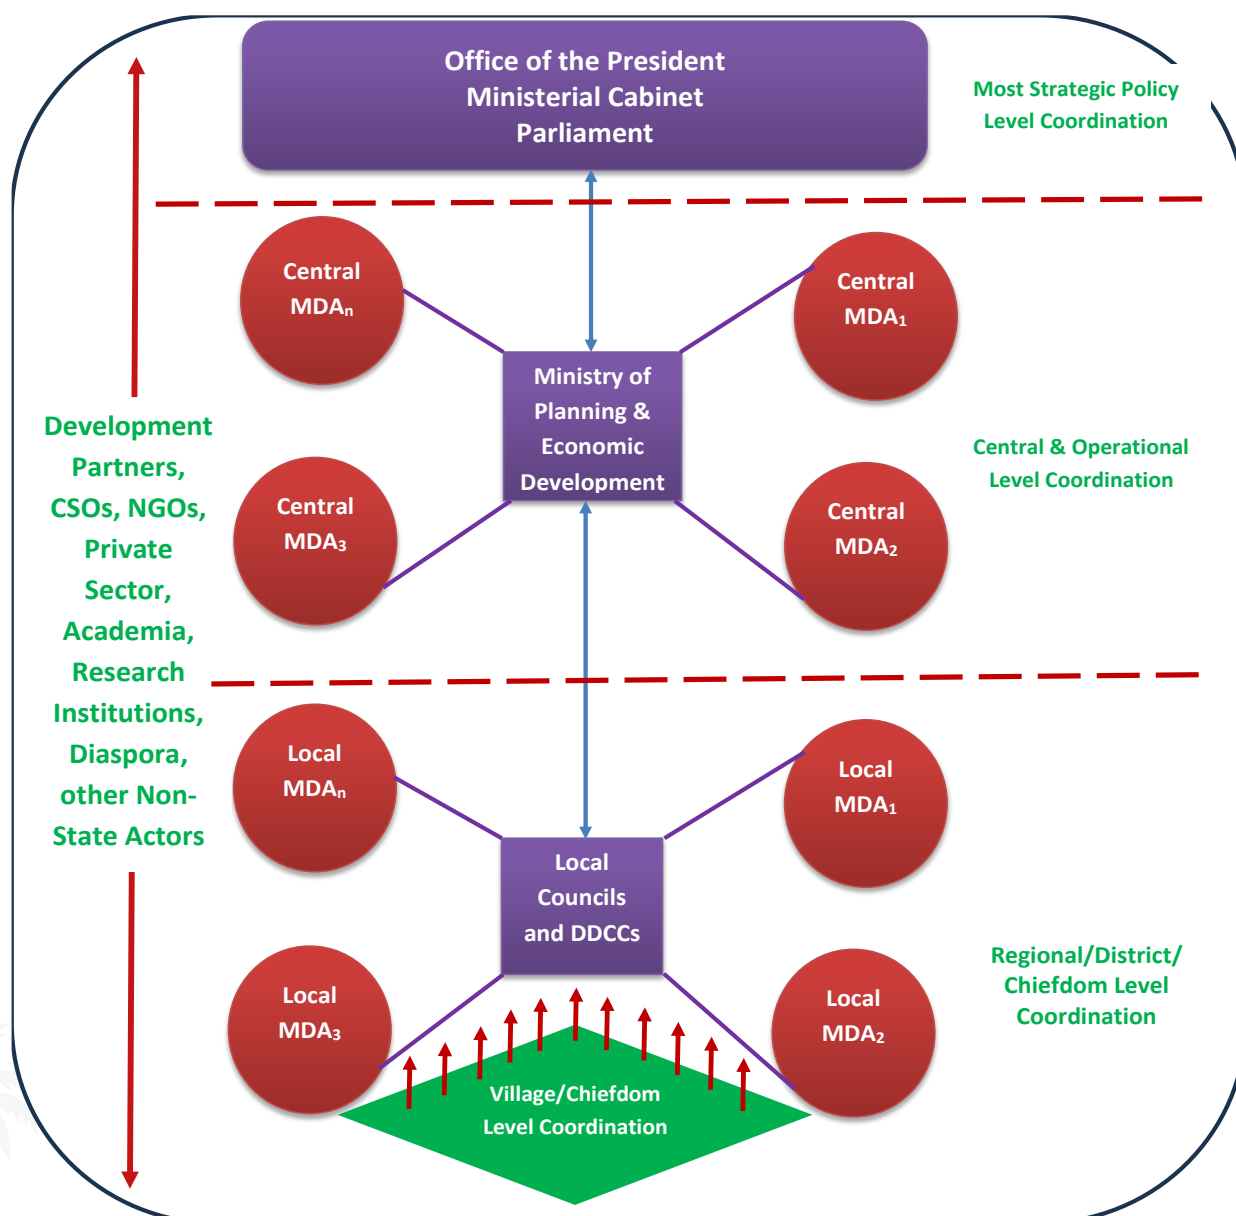 Office of the President
Ministerial Cabinet
Parliament
Most Strategic Policy
Level Coordination
Central
MDAn
Central
MDA1
Ministry of
Planning &
Economic
Development
Central
MDA3
Central
MDA2
Central & Operational
Level Coordination
Development
Partners,
CSOs, NGOs,
Private
Sector,
Academia,
Research
Institutions,
Diaspora,
other Non-
State Actors
Local
MDAn
Local
MDA1
Local
Councils
and DDCCs
Local
MDA3
Local
MDA2
Regional/District/
Chiefdom Level
Coordination
Village/Chiefdom
Level Coordination